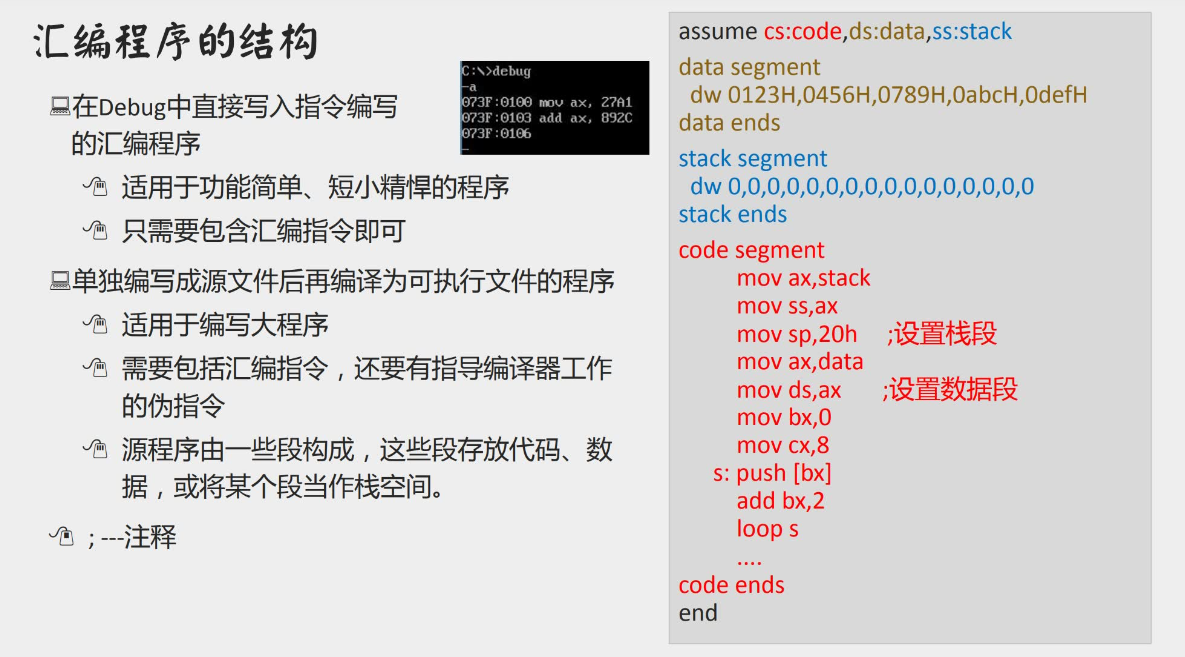 汇编程序的结构
在Debug中直接写入指令编写
的汇编程序
适用于功能简单、短小精悍的程序
只需要包含汇编指令即可
单独编写成源文件后再编译为可执行文件的程序
适用于编写大程序
需要包括汇编指令，还要有指导编译器工作
的伪指令
源程序由一些段构成，这些段存放代码、数
据，或将某个段当作栈空间。
; ---注释
C:\>debug
-a
073F:0100 mov ax, 27A1
073F:0103 add ax, 892C
073F:0106
assume cs:code,ds:data,ss:stack
data segment
dw 0123H,0456H,0789H,0abcH,0defH
data ends
stack segment
dw 0,0,0,0,0,0,0,0,0,0,0,0,0,0,0,0
stack ends
code segment
mov ax,stack
mov ss,ax
mov sp,20h ;设置栈段
mov ax,data
mov ds,ax ;设置数据段
mov bx,0
mov cx,8
s: push [bx]
add bx,2
loop s
....
code ends
end